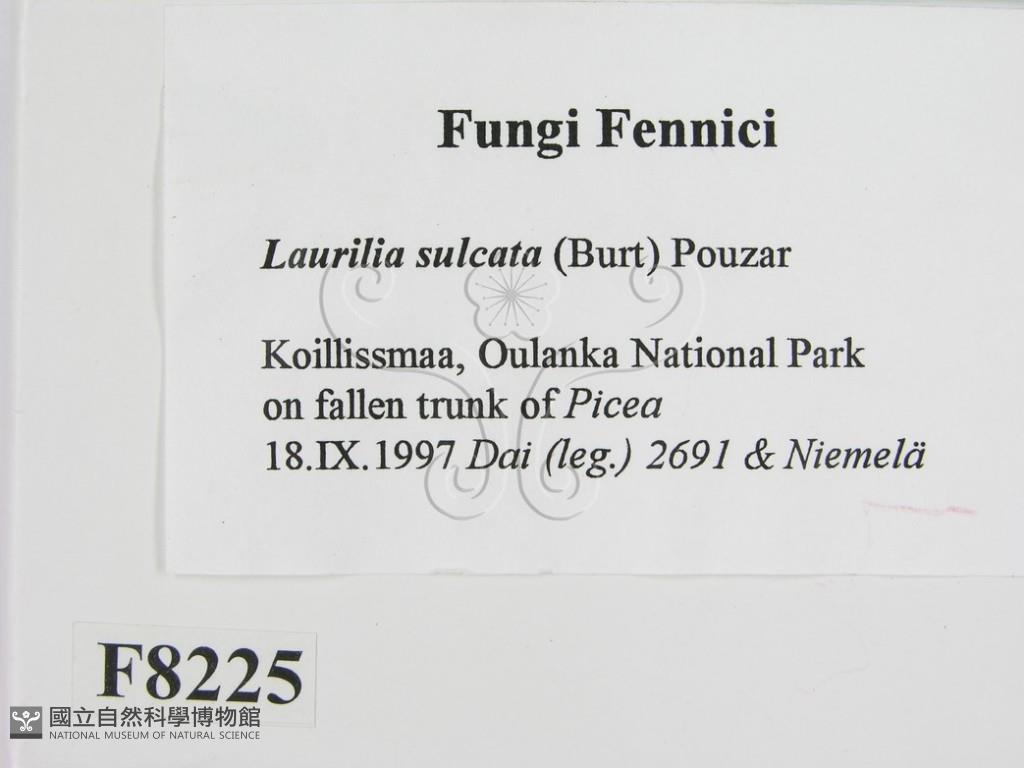 Fungi Fennici
Laurilia sulcata (Burt) Pouzar
Koillissmaa, Oulanka National Park
on fallen trunk of Picea
18.IX.1997 Dai (leg.) 2691 & Niemelä
F8225
國立自然科學博物館
NATIONAL MUSEUM OF NATURAL SCIENCE